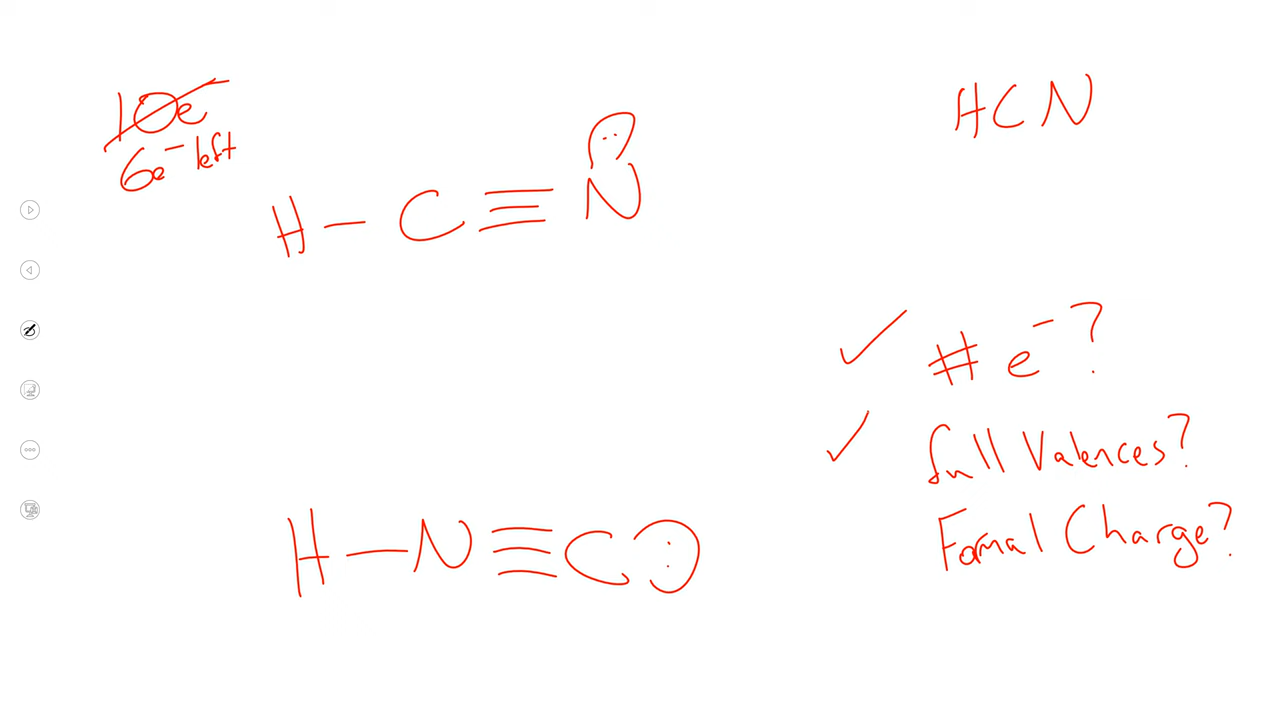 10e
6e⁻ left
HCN
H - C ≡ N
# e⁻ ?
full Valences?
Formal Charge?
H - N ≡ C